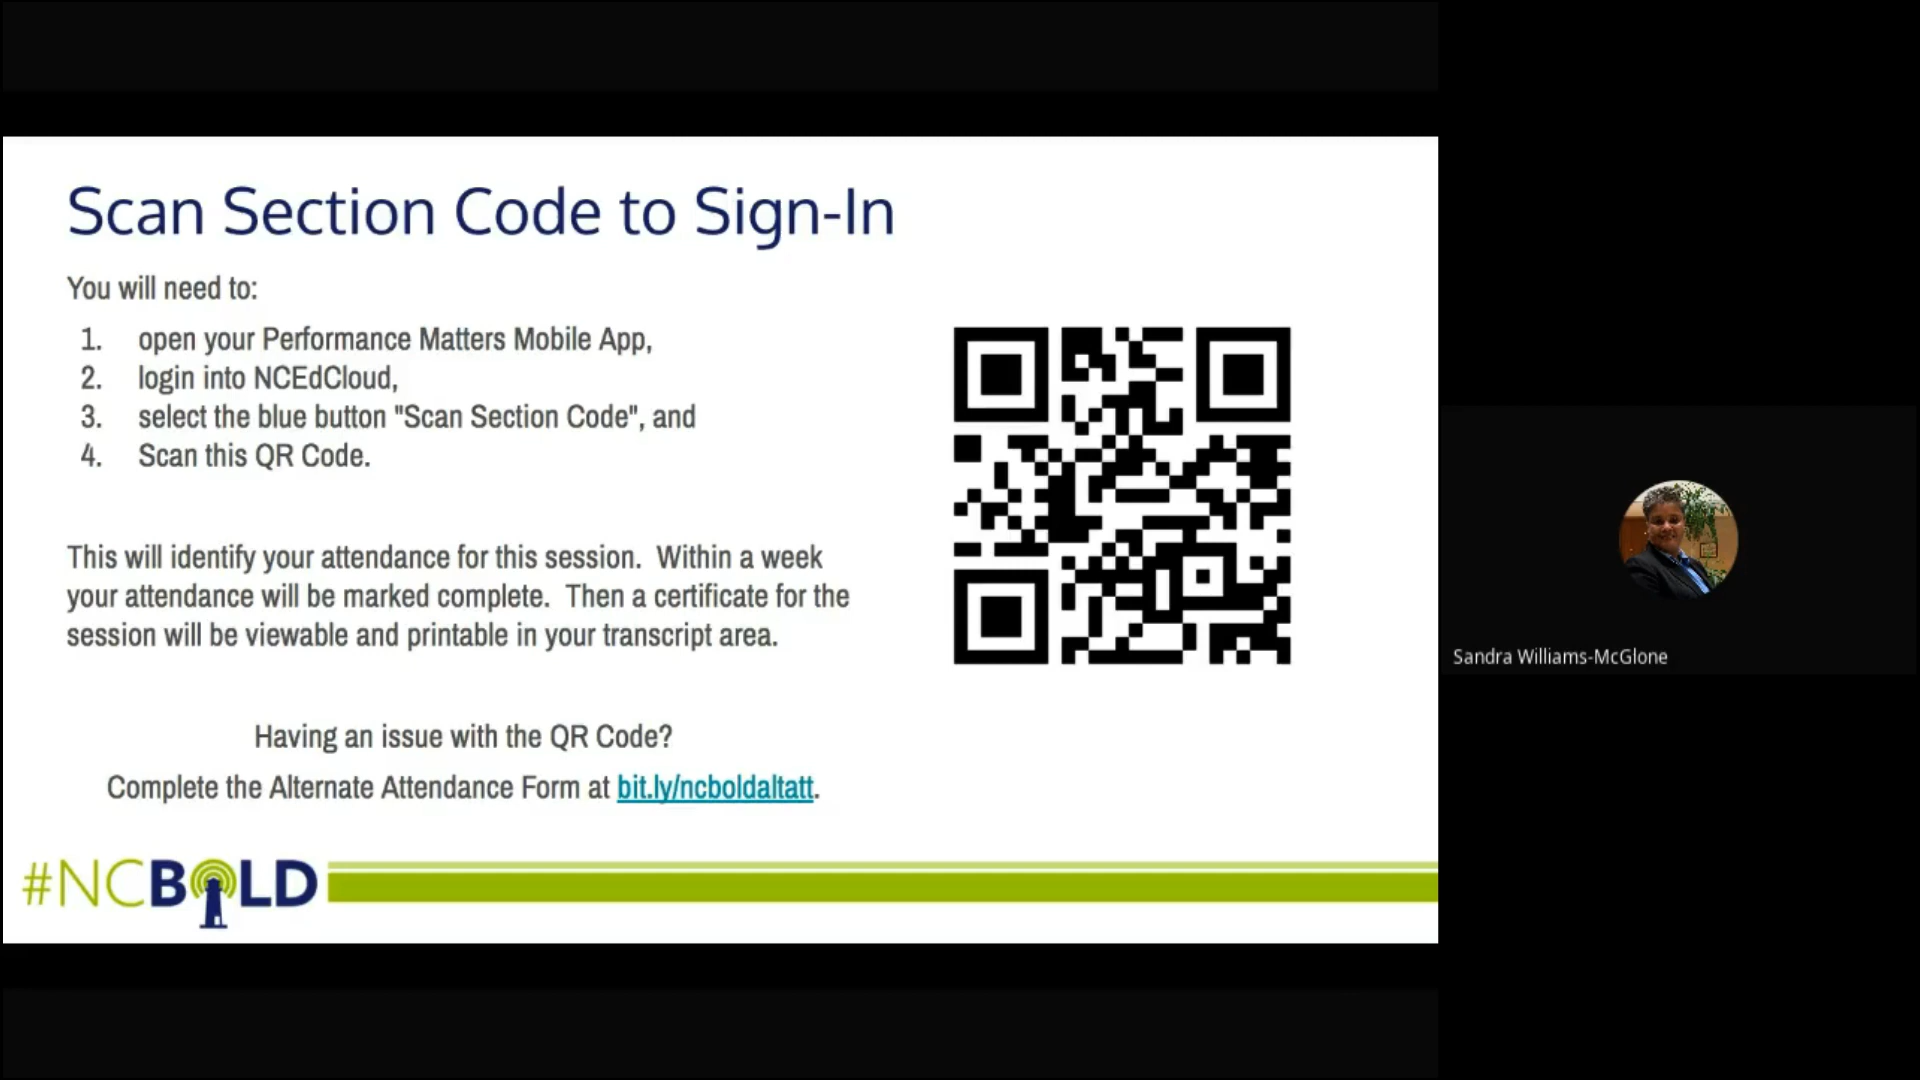 Scan Section Code to Sign-In
You will need to:
1. open your Performance Matters Mobile App,
2. login into NCEdCloud,
3. select the blue button "Scan Section Code", and
4. Scan this QR Code.
This will identify your attendance for this session.  Within a week
your attendance will be marked complete.  Then a certificate for the
session will be viewable and printable in your transcript area.
Having an issue with the QR Code?
Complete the Alternate Attendance Form at bit.ly/ncboldaltatt.
#NCBOLD
Sandra Williams-McGlone